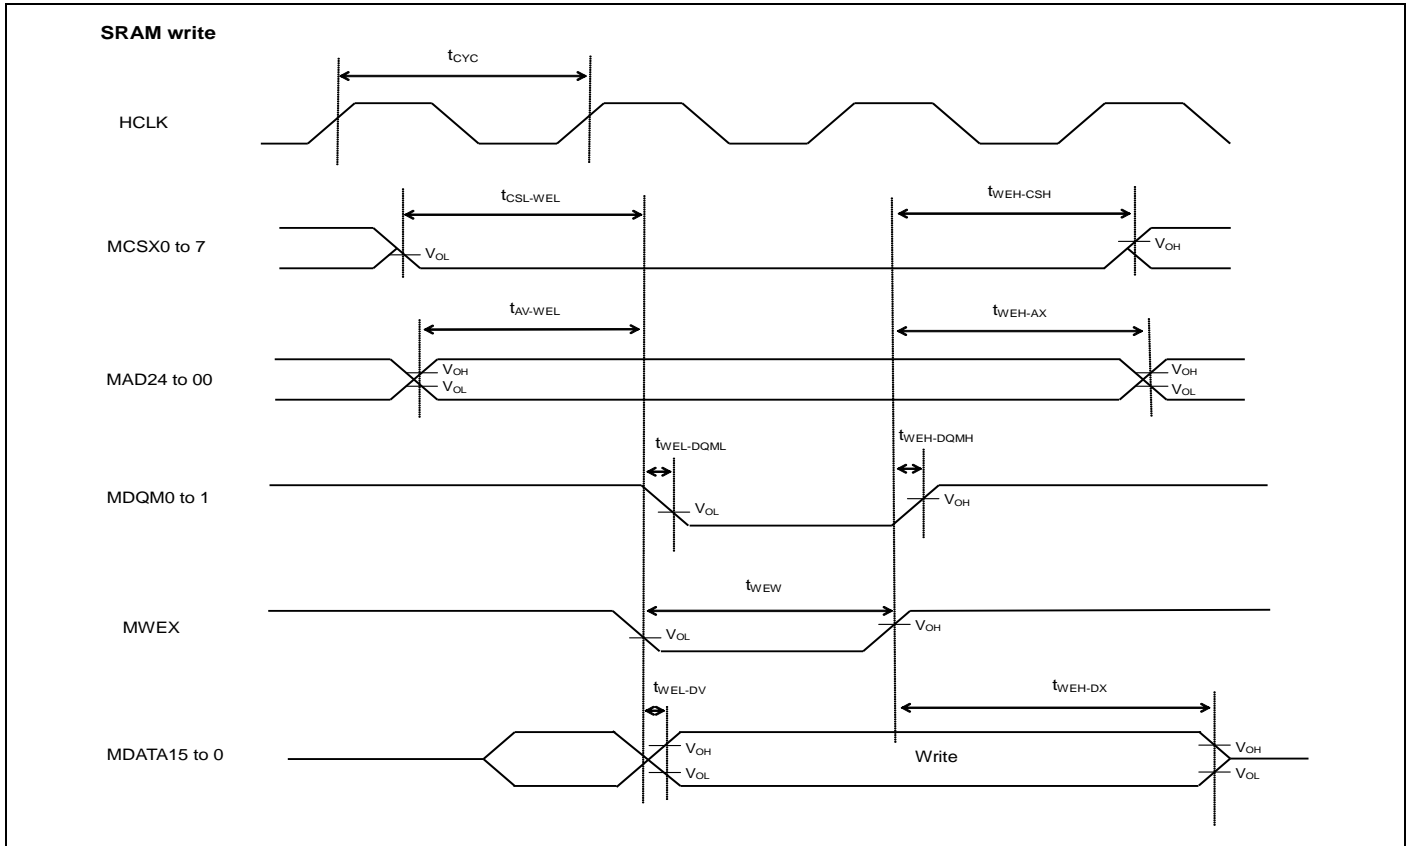 SRAM write
tCYC
HCLK
tCSL-WEL
tWEH-CSH
MCSX0 to 7
VOL
VOH
tAV-WEL
tWEH-AX
MAD24 to 00
VOH
VOL
VOH
VOL
tWEL-DQML
tWEH-DQMH
MDQM0 to 1
VOL
VOH
tWEW
MWEX
VOL
VOH
tWEL-DV
tWEH-DX
MDATA15 to 0
VOH
VOL
Write
VOH
VOL